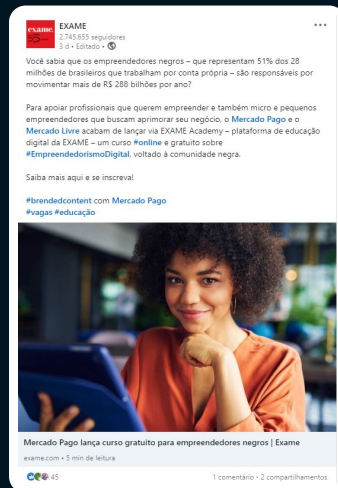 exame.
EXAME
2.745.655 seguidores
3 d • Editado •
Você sabia que os empreendedores negros – que representam 51% dos 28
milhões de brasileiros que trabalham por conta própria – são responsáveis por
movimentar mais de R$ 288 bilhões por ano?
Para apoiar profissionais que querem empreender e também micro e pequenos
empreendedores que buscam aprimorar seu negócio, o Mercado Pago e o
Mercado Livre acabam de lançar via EXAME Academy – plataforma de educação
digital da EXAME – um curso #online e gratuito sobre
#EmpreendedorismoDigital, voltado à comunidade negra.
Saiba mais aqui e se inscreva!
#brendedcontent com Mercado Pago
#vagas #educação
Mercado Pago lança curso gratuito para empreendedores negros | Exame
exame.com • 5 min de leitura
45
1 comentário • 2 compartilhamentos